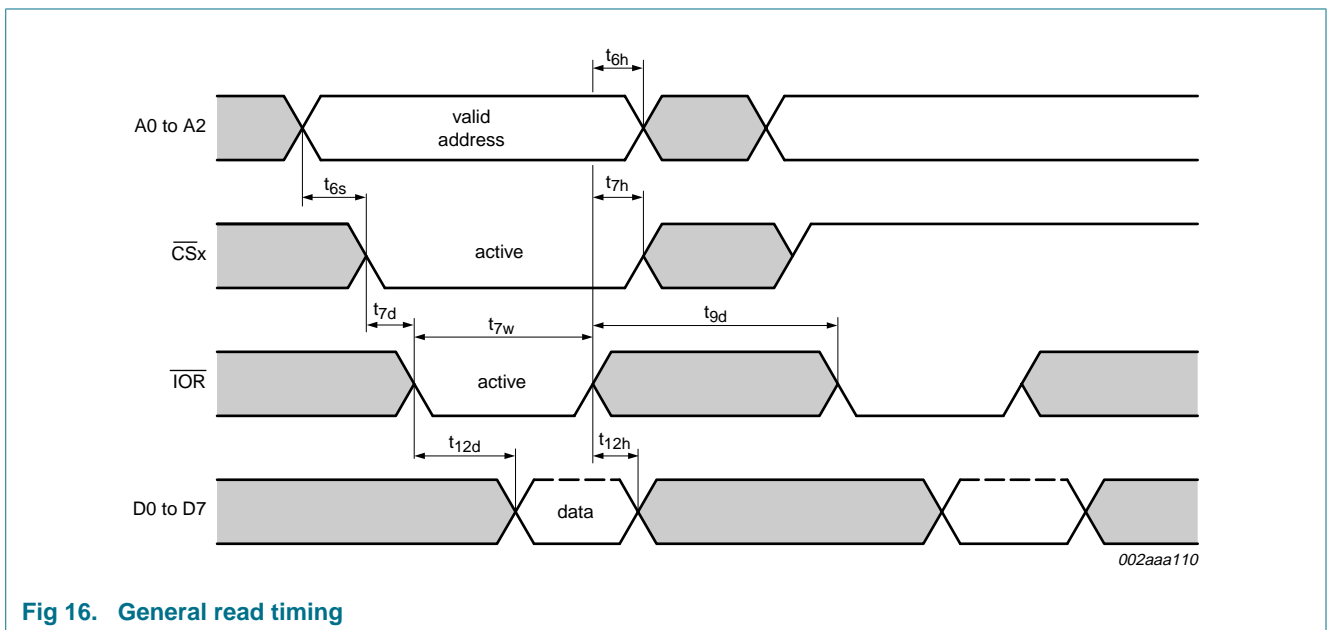 t6h
A0 to A2
valid
address
t6s
t7h
CSx
active
t7d
t7w
t9d
IOR
active
t12d
t12h
D0 to D7
data
002aaa110
Fig 16. General read timing